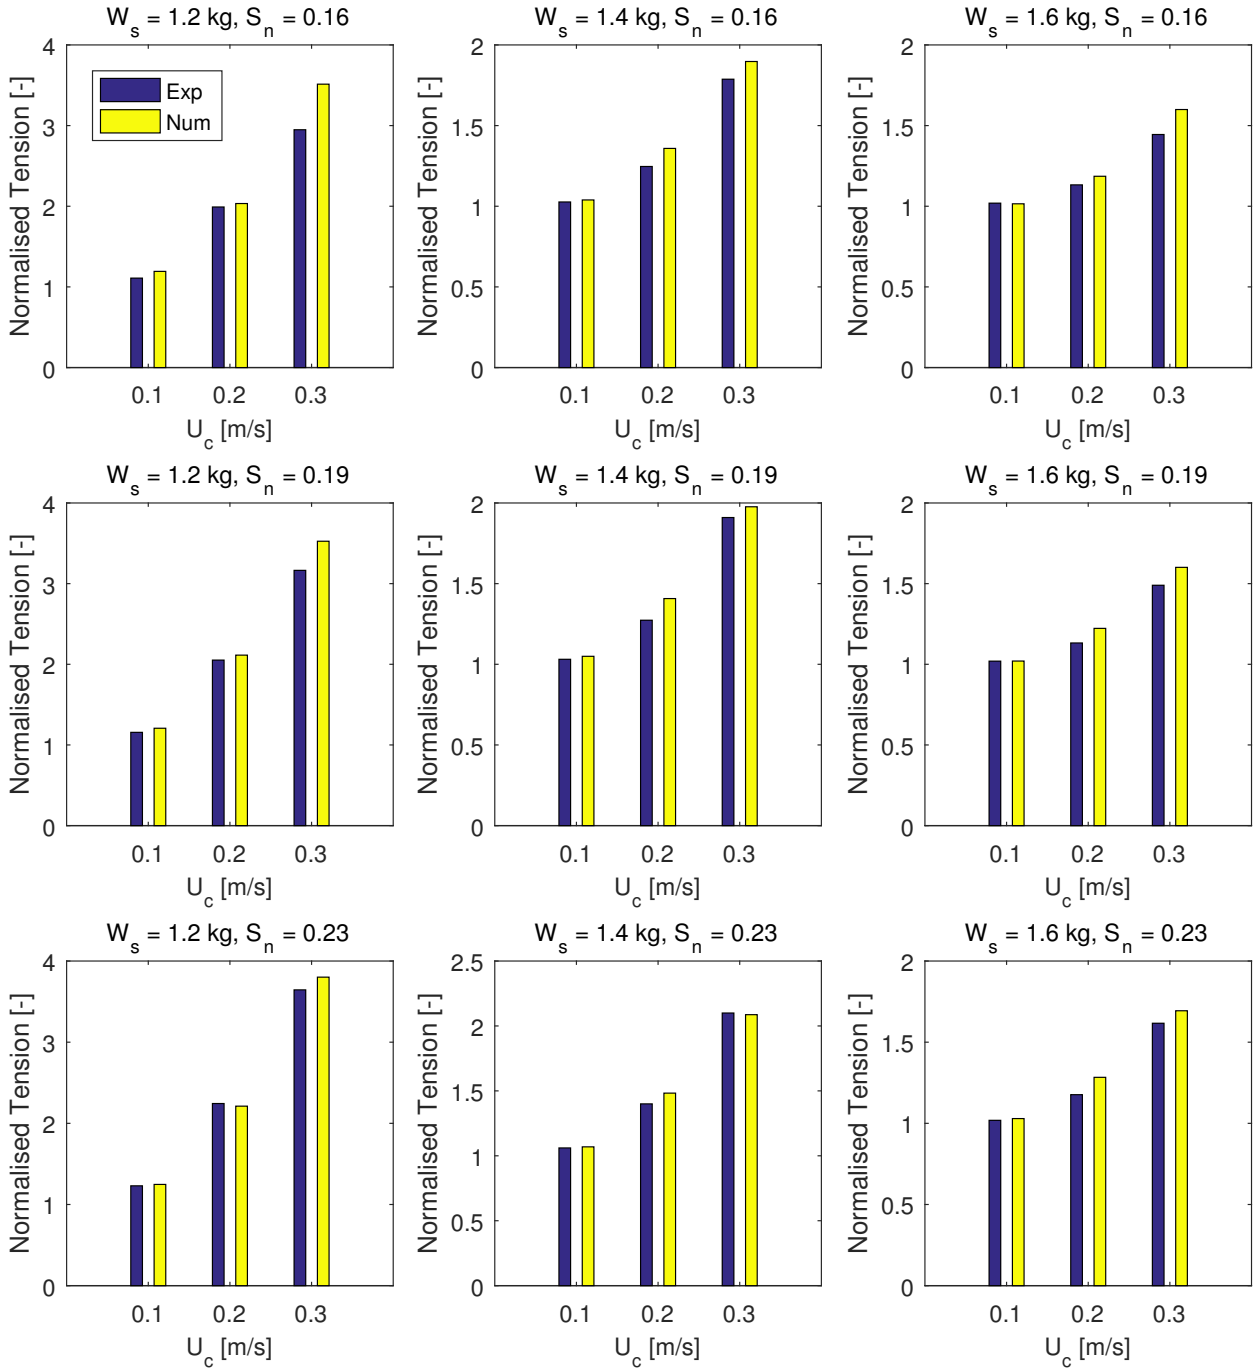 W_s = 1.2 kg, S_n = 0.16
Normalised Tension [-]
4
3
2
1
0
Exp
Num
0.1 0.2 0.3
U_c [m/s]
W_s = 1.4 kg, S_n = 0.16
Normalised Tension [-]
2
1.5
1
0.5
0
0.1 0.2 0.3
U_c [m/s]
W_s = 1.6 kg, S_n = 0.16
Normalised Tension [-]
2
1.5
1
0.5
0
0.1 0.2 0.3
U_c [m/s]
W_s = 1.2 kg, S_n = 0.19
Normalised Tension [-]
4
3
2
1
0
0.1 0.2 0.3
U_c [m/s]
W_s = 1.4 kg, S_n = 0.19
Normalised Tension [-]
2
1.5
1
0.5
0
0.1 0.2 0.3
U_c [m/s]
W_s = 1.6 kg, S_n = 0.19
Normalised Tension [-]
2
1.5
1
0.5
0
0.1 0.2 0.3
U_c [m/s]
W_s = 1.2 kg, S_n = 0.23
Normalised Tension [-]
4
3
2
1
0
0.1 0.2 0.3
U_c [m/s]
W_s = 1.4 kg, S_n = 0.23
Normalised Tension [-]
2.5
2
1.5
1
0.5
0
0.1 0.2 0.3
U_c [m/s]
W_s = 1.6 kg, S_n = 0.23
Normalised Tension [-]
2
1.5
1
0.5
0
0.1 0.2 0.3
U_c [m/s]